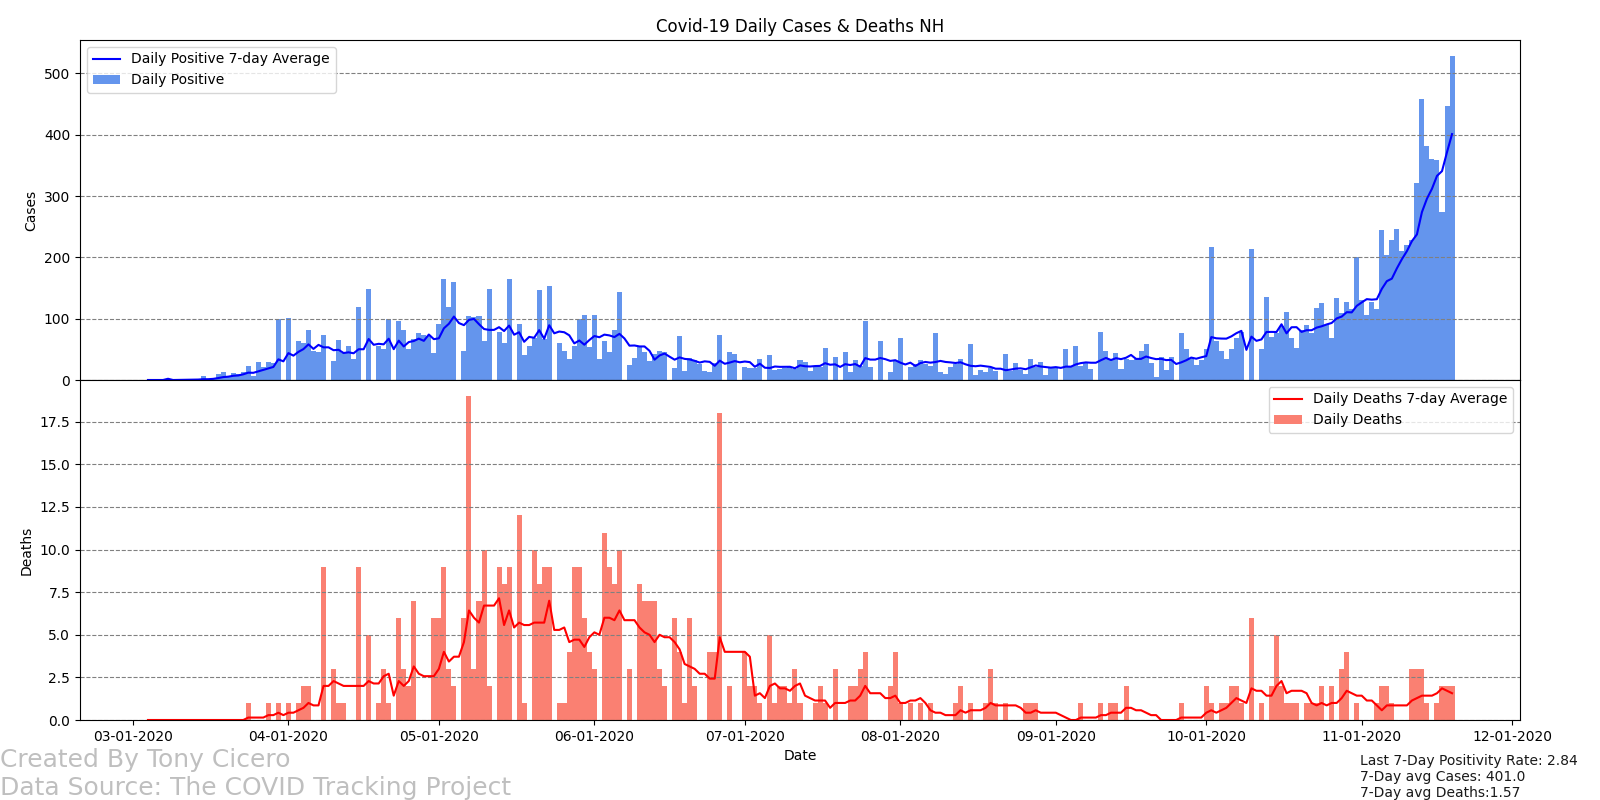 Covid-19 Daily Cases & Deaths NH
Daily Positive 7-day Average
Daily Positive
500
400
300
200
100
0
Cases
Daily Deaths 7-day Average
Daily Deaths
17.5
15.0
12.5
10.0
7.5
5.0
2.5
0.0
Deaths
03-01-2020 04-01-2020 05-01-2020 06-01-2020 07-01-2020 08-01-2020 09-01-2020 10-01-2020 11-01-2020 12-01-2020
Date
Created By Tony Cicero
Data Source: The COVID Tracking Project
Last 7-Day Positivity Rate: 2.84
7-Day avg Cases: 401.0
7-Day avg Deaths:1.57